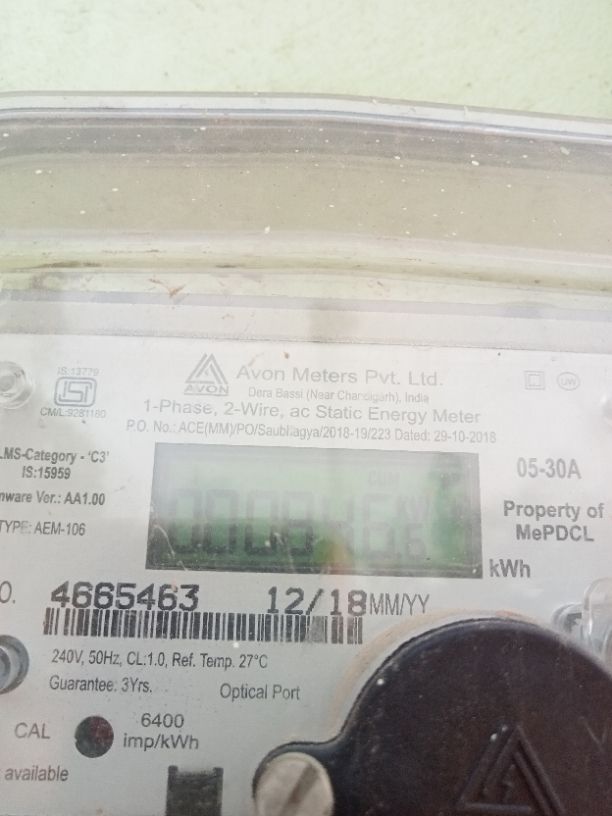 IS:13779
CM/L:9281180
AVON
Avon Meters Pvt. Ltd.
Dera Bassi (Near Chandigarh), India
UW
1-Phase, 2-Wire, ac Static Energy Meter
P.O. No.: ACE(MM)/PO/Saubhagya/2018-19/223 Dated: 29-10-2018
LMS-Category - 'C3'
IS:15959
mware Ver.: AA1.00
TYPE: AEM-106
CUM
05-30A
Property of
MePDCL
kWh
O. 4665463 12/18 MM/YY
240V, 50Hz, CL:1.0, Ref. Temp. 27°C
Guarantee: 3Yrs.
Optical Port
CAL
6400
imp/kWh
available